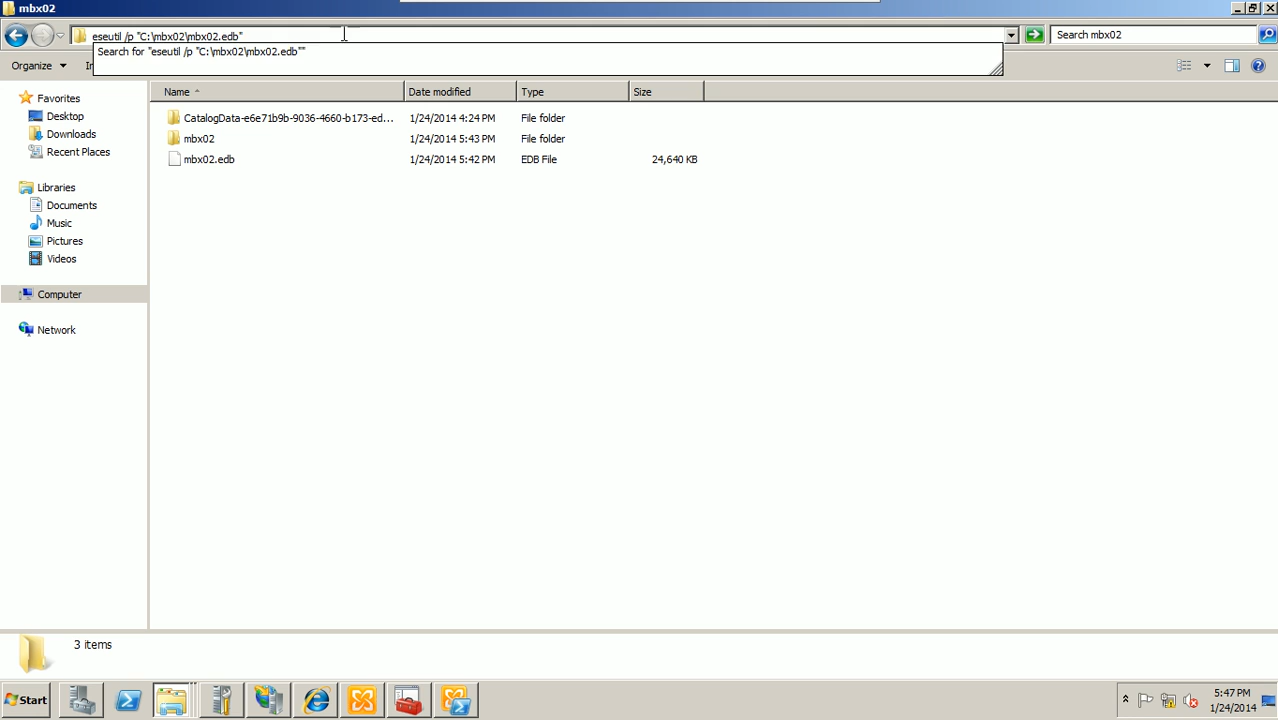 mbx02
eseutil /p "C:\mbx02\mbx02.edb"
Search mbx02
Search for "eseutil /p "C:\mbx02\mbx02.edb""
Organize
Name
Date modified
Type
Size
Favorites
Desktop
Downloads
Recent Places
Libraries
Documents
Music
Pictures
Videos
Computer
Network
CatalogData-e6e71b9b-9036-4660-b173-ed... 1/24/2014 4:24 PM File folder
mbx02 1/24/2014 5:43 PM File folder
mbx02.edb 1/24/2014 5:42 PM EDB File 24,640 KB
3 items
Start
5:47 PM
1/24/2014